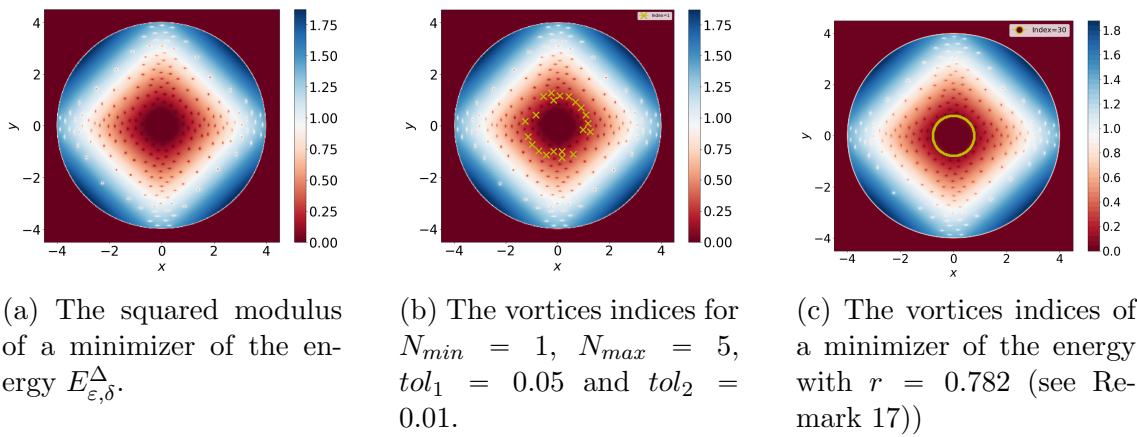 4
2
0
−2
−4
y
−4 −2 0 2 4
x
1.75
1.50
1.25
1.00
0.75
0.50
0.25
0.00
4
2
0
−2
−4
y
−4 −2 0 2 4
x
Index=1
1.75
1.50
1.25
1.00
0.75
0.50
0.25
0.00
4
2
0
−2
−4
y
−4 −2 0 2 4
x
Index=30
1.8
1.6
1.4
1.2
1.0
0.8
0.6
0.4
0.2
0.0
(a) The squared modulus
of a minimizer of the en-
ergy $E^{\Delta}_{\varepsilon,\delta}$.
(b) The vortices indices for
$N_{min}$ = 1, $N_{max}$ = 5,
$tol_1$ = 0.05 and $tol_2$ =
0.01.
(c) The vortices indices of
a minimizer of the energy
with r = 0.782 (see Re-
mark 17))